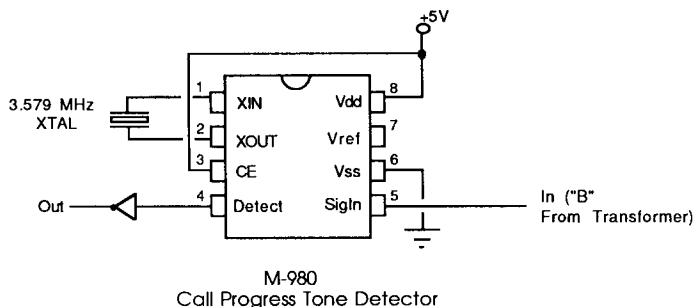 +5V
3.579 MHz
XTAL
1
XIN
Vdd
8
2
XOUT
Vref
7
3
CE
Vss
6
4
Detect
SigIn
5
Out
In ("B"
From Transformer)
M-980
Call Progress Tone Detector